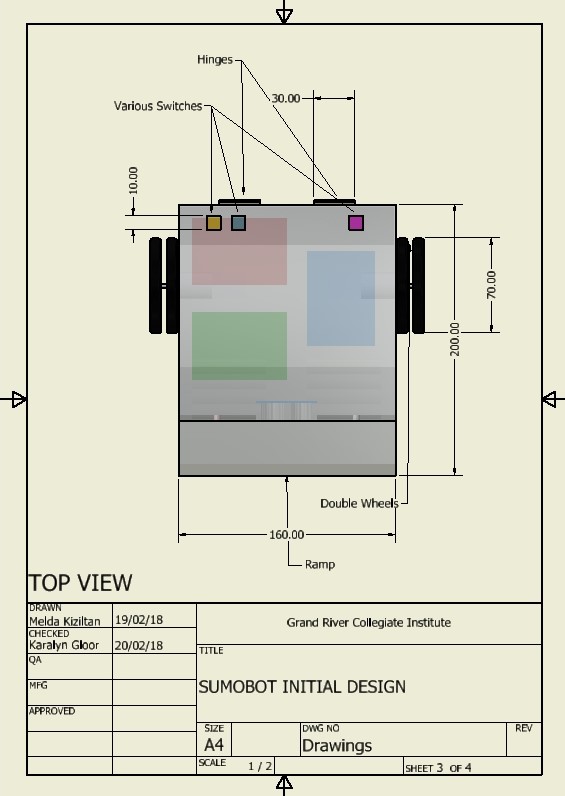 Hinges
30.00
Various Switches
10.00
70.00
200.00
Double Wheels
160.00
Ramp
TOP VIEW
DRAWN
Melda Kiziltan 19/02/18
Grand River Collegiate Institute
CHECKED
Karalyn Gloor 20/02/18
QA
TITLE
MFG
SUMOBOT INITIAL DESIGN
APPROVED
SIZE DWG NO REV
A4 Drawings
SCALE 1 / 2 SHEET 3 OF 4